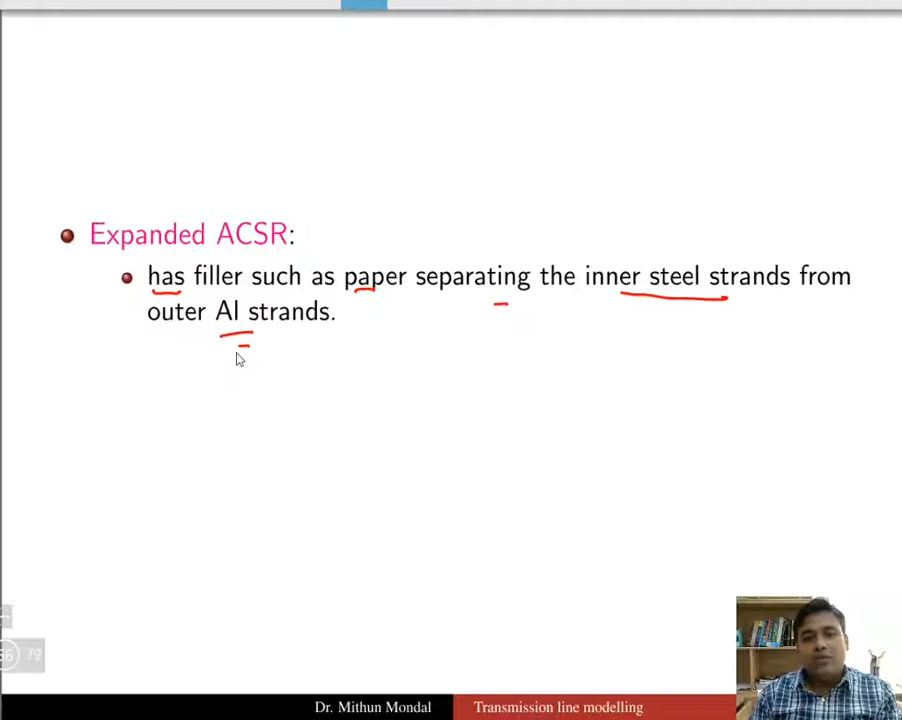 Expanded ACSR:
has filler such as paper separating the inner steel strands from
outer Al strands.
Dr. Mithun Mondal
Transmission line modelling